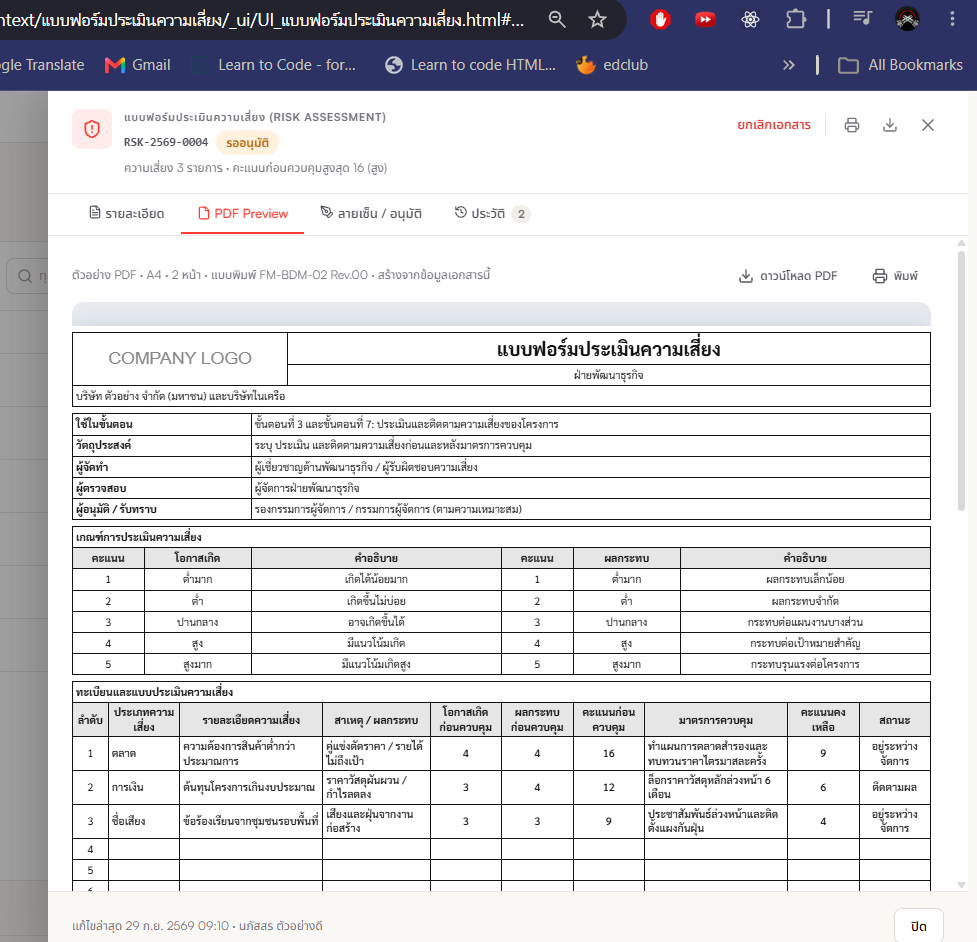 ntext/แบบฟอร์มประเมินความเสี่ยง/_ui/UI_แบบฟอร์มประเมินความเสี่ยง.html#...
gle Translate Gmail Learn to Code - for... Learn to code HTML... edclub » All Bookmarks
แบบฟอร์มประเมินความเสี่ยง (RISK ASSESSMENT)
RSK-2569-0004 รออนุมัติ
ความเสี่ยง 3 รายการ • คะแนนก่อนควบคุมสูงสุด 16 (สูง)
ยกเลิกเอกสาร
รายละเอียด PDF Preview ลายเซ็น / อนุมัติ ประวัติ 2
ตัวอย่าง PDF • A4 • 2 หน้า • แบบพิมพ์ FM-BDM-02 Rev.00 • สร้างจากข้อมูลเอกสารนี้ ดาวน์โหลด PDF พิมพ์
COMPANY LOGO
แบบฟอร์มประเมินความเสี่ยง
ฝ่ายพัฒนาธุรกิจ
บริษัท ตัวอย่าง จำกัด (มหาชน) และบริษัทในเครือ
ใช้ในขั้นตอน ขั้นตอนที่ 3 และขั้นตอนที่ 7: ประเมินและติดตามความเสี่ยงของโครงการ
วัตถุประสงค์ ระบุ ประเมิน และติดตามความเสี่ยงก่อนและหลังมาตรการควบคุม
ผู้จัดทำ ผู้เชี่ยวชาญด้านพัฒนาธุรกิจ / ผู้รับผิดชอบความเสี่ยง
ผู้ตรวจสอบ ผู้จัดการฝ่ายพัฒนาธุรกิจ
ผู้อนุมัติ / รับทราบ รองกรรมการผู้จัดการ / กรรมการผู้จัดการ (ตามความเหมาะสม)
เกณฑ์การประเมินความเสี่ยง
คะแนน โอกาสเกิด คำอธิบาย คะแนน ผลกระทบ คำอธิบาย
1 ต่ำมาก เกิดได้น้อยมาก 1 ต่ำมาก ผลกระทบเล็กน้อย
2 ต่ำ เกิดขึ้นไม่บ่อย 2 ต่ำ ผลกระทบจำกัด
3 ปานกลาง อาจเกิดขึ้นได้ 3 ปานกลาง กระทบต่อแผนงานบางส่วน
4 สูง มีแนวโน้มเกิด 4 สูง กระทบต่อเป้าหมายสำคัญ
5 สูงมาก มีแนวโน้มเกิดสูง 5 สูงมาก กระทบรุนแรงต่อโครงการ
ทะเบียนและแบบประเมินความเสี่ยง
ลำดับ ประเภทความเสี่ยง รายละเอียดความเสี่ยง สาเหตุ / ผลกระทบ โอกาสเกิดก่อนควบคุม ผลกระทบก่อนควบคุม คะแนนก่อนควบคุม มาตรการควบคุม คะแนนคงเหลือ สถานะ
1 ตลาด ความต้องการสินค้าต่ำกว่าประมาณการ คู่แข่งตัดราคา / รายได้ไม่ถึงเป้า 4 4 16 ทำแผนการตลาดสำรองและทบทวนราคาไตรมาสละครั้ง 9 อยู่ระหว่างจัดการ
2 การเงิน ต้นทุนโครงการเกินงบประมาณ ราคาวัสดุผันผวน / กำไรลดลง 3 4 12 ล็อกราคาวัสดุหลักล่วงหน้า 6 เดือน 6 ติดตามผล
3 ชื่อเสียง ข้อร้องเรียนจากชุมชนรอบพื้นที่ เสียงและฝุ่นจากงานก่อสร้าง 3 3 9 ประชาสัมพันธ์ล่วงหน้าและติดตั้งแผงกันฝุ่น 4 อยู่ระหว่างจัดการ
4
5
แก้ไขล่าสุด 29 ก.ย. 2569 09:10 • นภัสสร ตัวอย่างดี ปิด